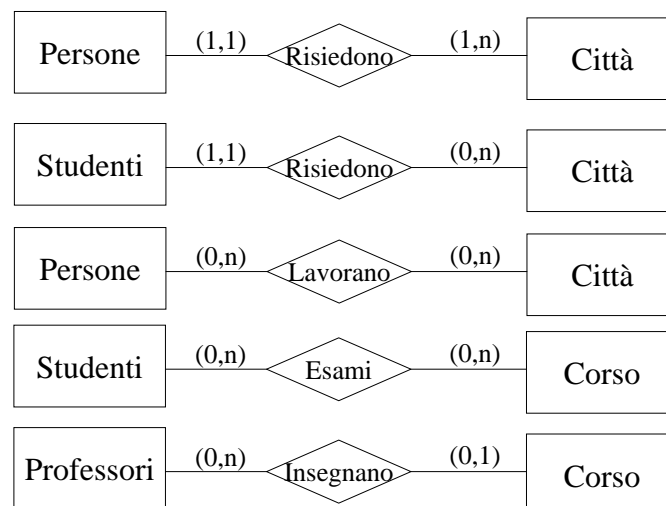 Persone (1,1) Risiedono (1,n) Città
Studenti (1,1) Risiedono (0,n) Città
Persone (0,n) Lavorano (0,n) Città
Studenti (0,n) Esami (0,n) Corso
Professori (0,n) Insegnano (0,1) Corso